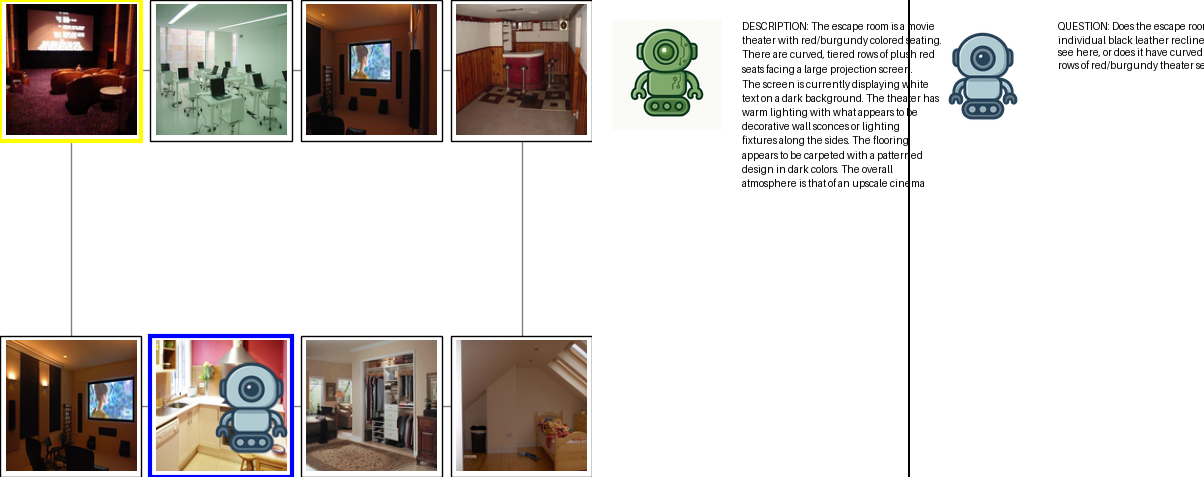 DESCRIPTION: The escape room is a movie
theater with red/burgundy colored seating.
There are curved, tiered rows of plush red
seats facing a large projection screen.
The screen is currently displaying white
text on a dark background. The theater has
warm lighting with what appears to be
decorative wall sconces or lighting
fixtures along the sides. The flooring
appears to be carpeted with a patterned
design in dark colors. The overall
atmosphere is that of an upscale cinema
QUESTION: Does the escape roo
individual black leather recline
see here, or does it have curved
rows of red/burgundy theater se